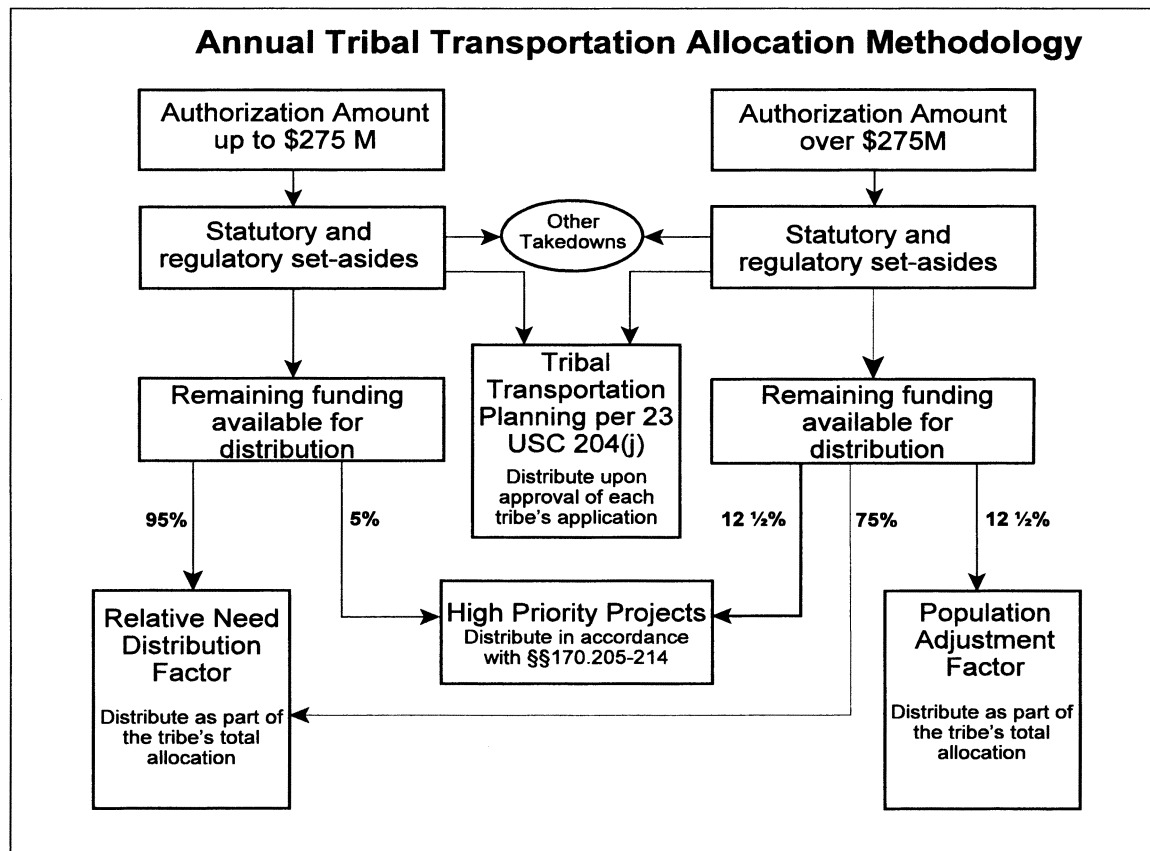 Annual Tribal Transportation Allocation Methodology
Authorization Amount
up to $275 M
Authorization Amount
over $275M
Statutory and
regulatory set-asides
Other
Takedowns
Statutory and
regulatory set-asides
Tribal
Transportation
Planning per 23
USC 204(j)
Distribute upon
approval of each
tribe's application
Remaining funding
available for
distribution
Remaining funding
available for
distribution
95%
5%
12 ½%
75%
12 ½%
Relative Need
Distribution
Factor
Distribute as part of
the tribe's total
allocation
High Priority Projects
Distribute in accordance
with §§170.205-214
Population
Adjustment
Factor
Distribute as part of
the tribe's total
allocation